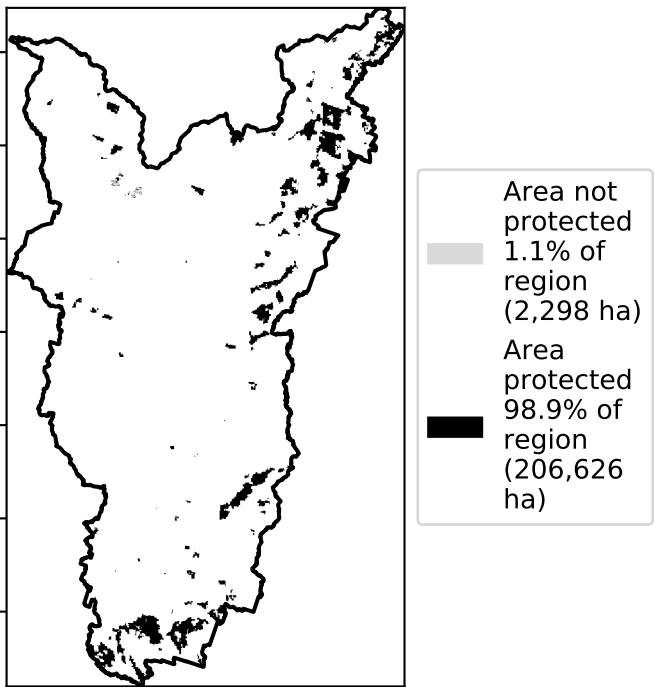 Area not
protected
1.1% of
region
(2,298 ha)
Area
protected
98.9% of
region
(206,626
ha)